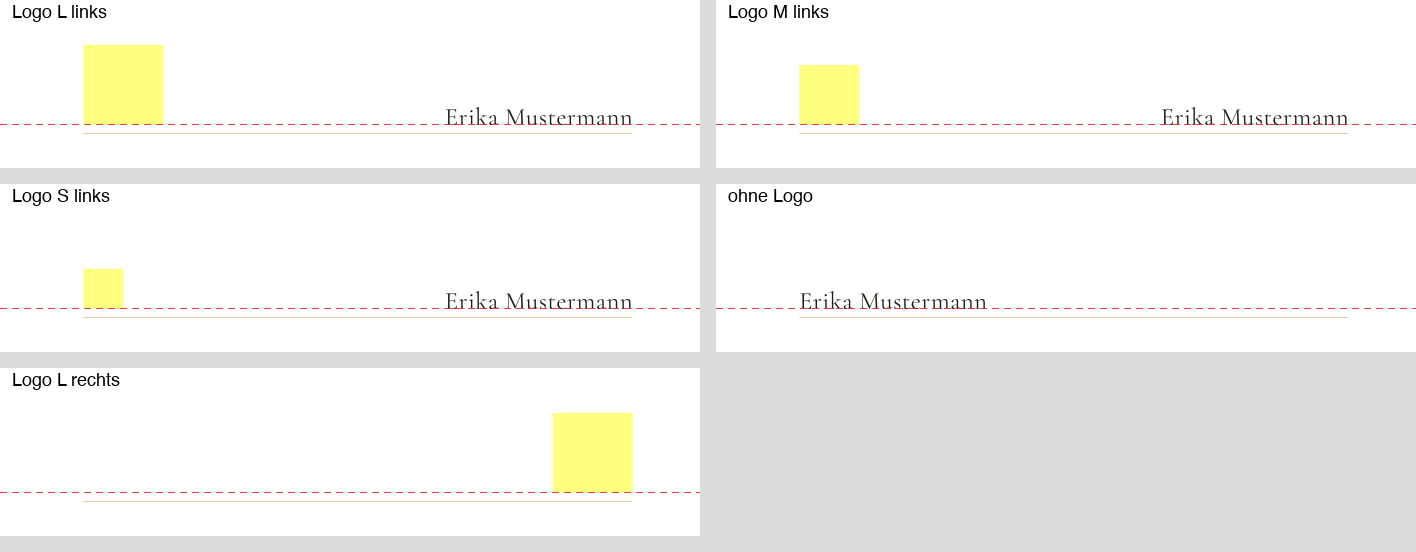 Logo L links
Erika Mustermann
Logo M links
Erika Mustermann
Logo S links
Erika Mustermann
ohne Logo
Erika Mustermann
Logo L rechts